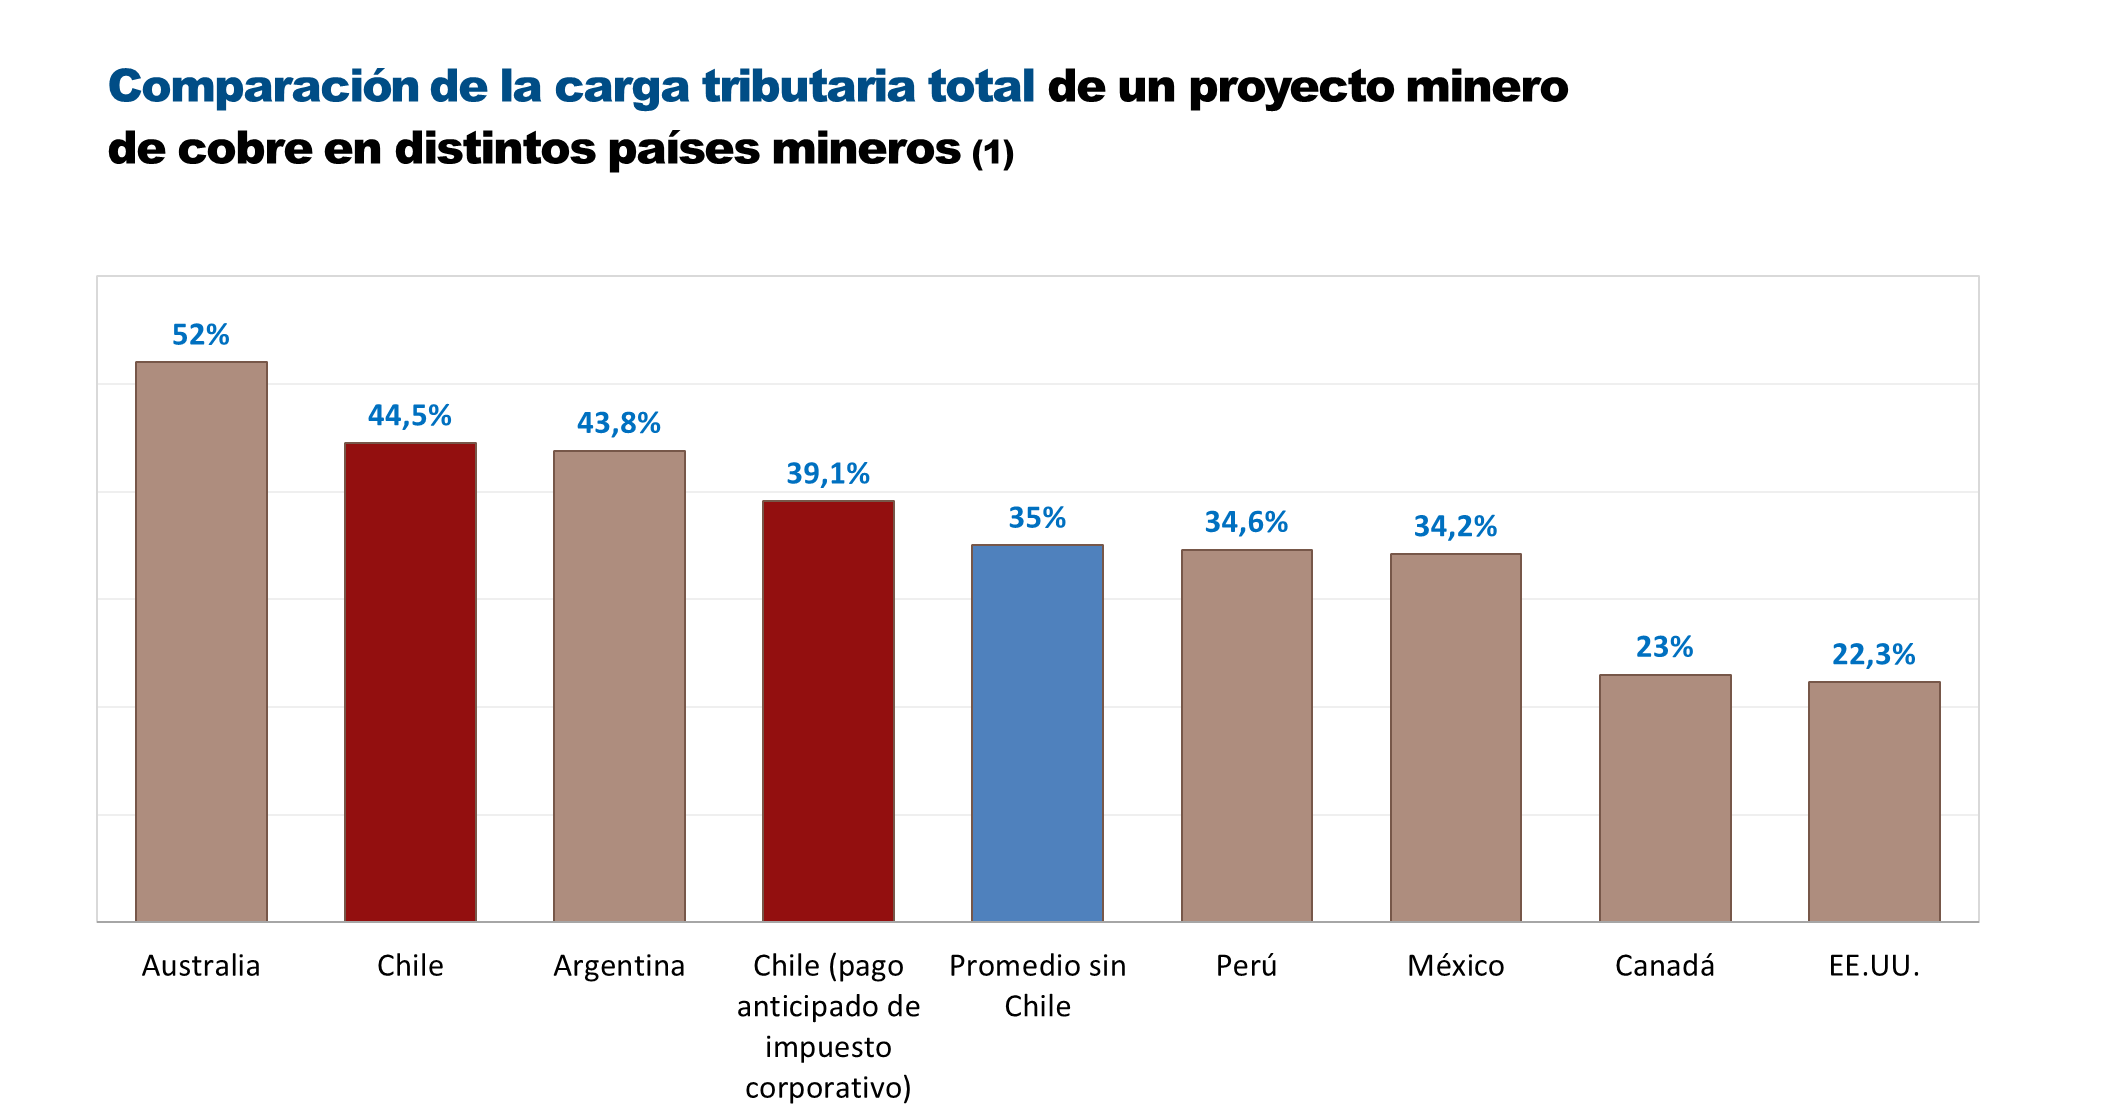 Comparación de la carga tributaria total de un proyecto minero
de cobre en distintos países mineros (1)
52%
44,5%
43,8%
39,1%
35%
34,6%
34,2%
23%
22,3%
Australia
Chile
Argentina
Chile (pago
anticipado de
impuesto
corporativo)
Promedio sin
Chile
Perú
México
Canadá
EE.UU.